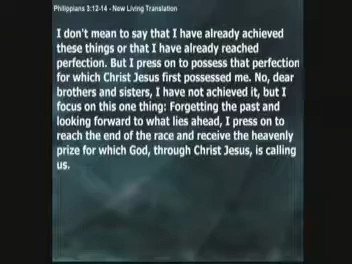 Philippians 3:12-14 - New Living Translation
I don't mean to say that I have already achieved
these things or that I have already reached
perfection. But I press on to possess that perfection
for which Christ Jesus first possessed me. No, dear
brothers and sisters, I have not achieved it, but I
focus on this one thing: Forgetting the past and
looking forward to what lies ahead, I press on to
reach the end of the race and receive the heavenly
prize for which God, through Christ Jesus, is calling
us.